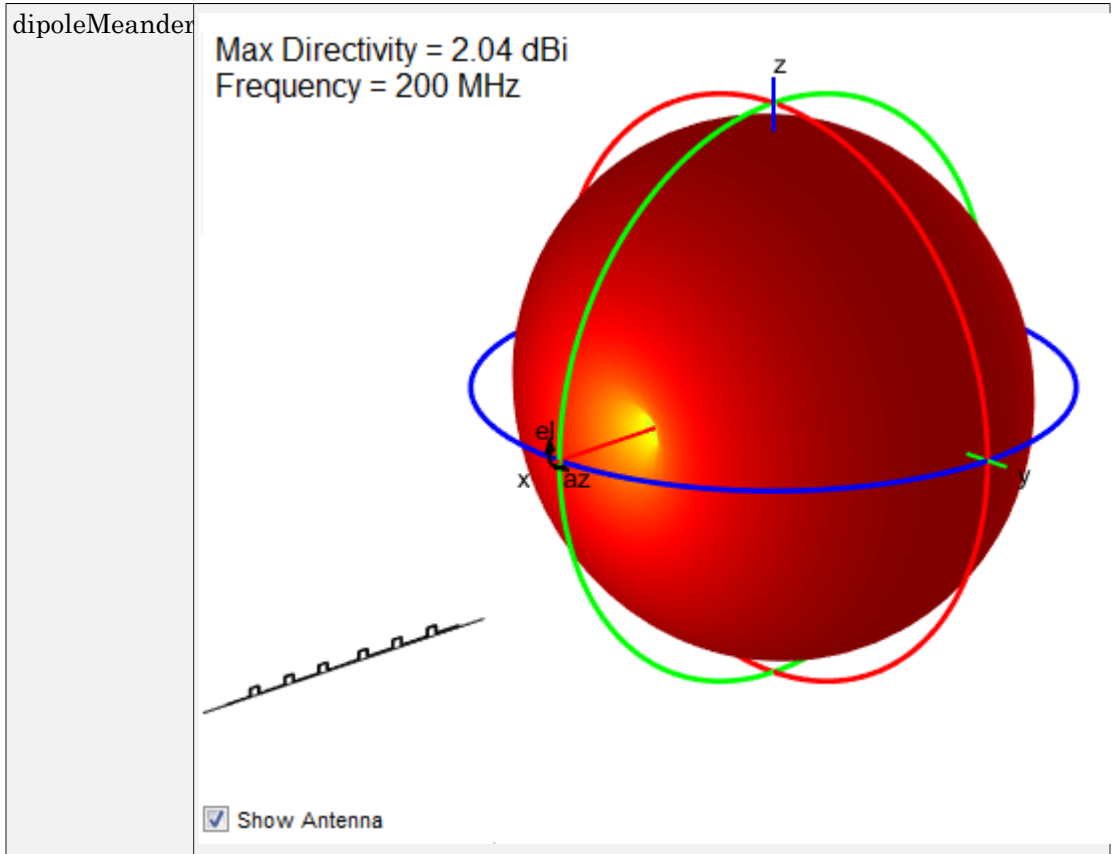 dipoleMeander
Max Directivity = 2.04 dBi
Frequency = 200 MHz
z
el
x
az
y
Show Antenna